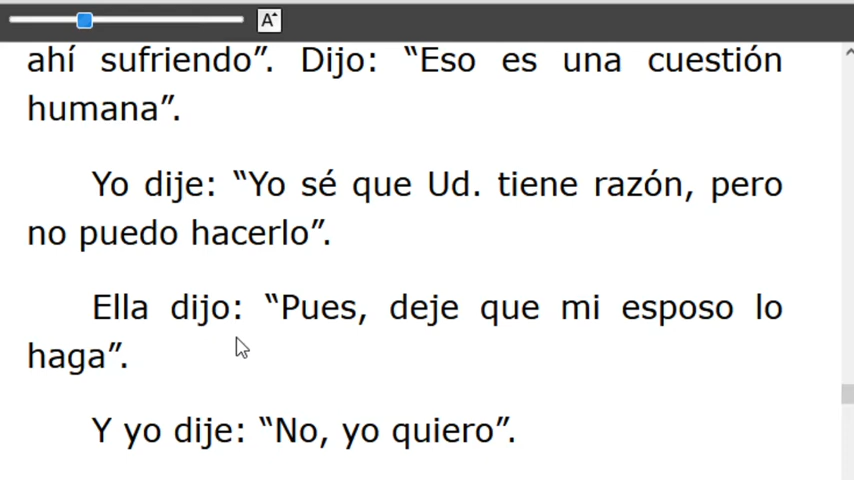 A
ahí sufriendo”. Dijo: “Eso es una cuestión
humana”.
Yo dije: “Yo sé que Ud. tiene razón, pero
no puedo hacerlo”.
Ella dijo: “Pues, deje que mi esposo lo
haga”.
Y yo dije: “No, yo quiero”.